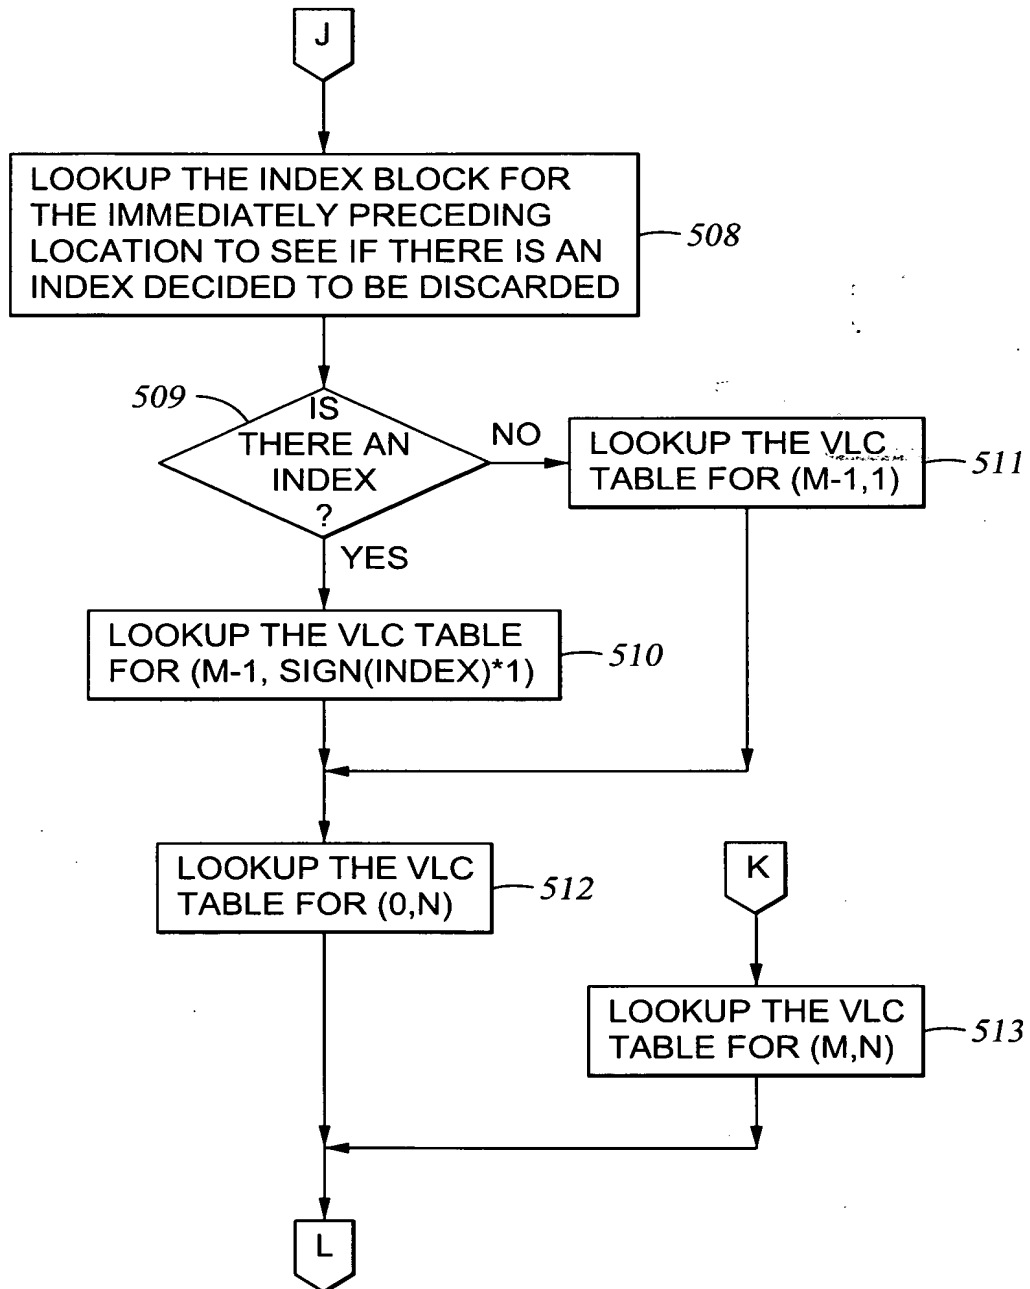 J
LOOKUP THE INDEX BLOCK FOR
THE IMMEDIATELY PRECEDING
LOCATION TO SEE IF THERE IS AN
INDEX DECIDED TO BE DISCARDED
508
509
IS
THERE AN
INDEX
?
NO
LOOKUP THE VLC
TABLE FOR (M-1,1)
511
YES
LOOKUP THE VLC TABLE
FOR (M-1, SIGN(INDEX)*1)
510
LOOKUP THE VLC
TABLE FOR (0,N)
512
K
LOOKUP THE VLC
TABLE FOR (M,N)
513
L